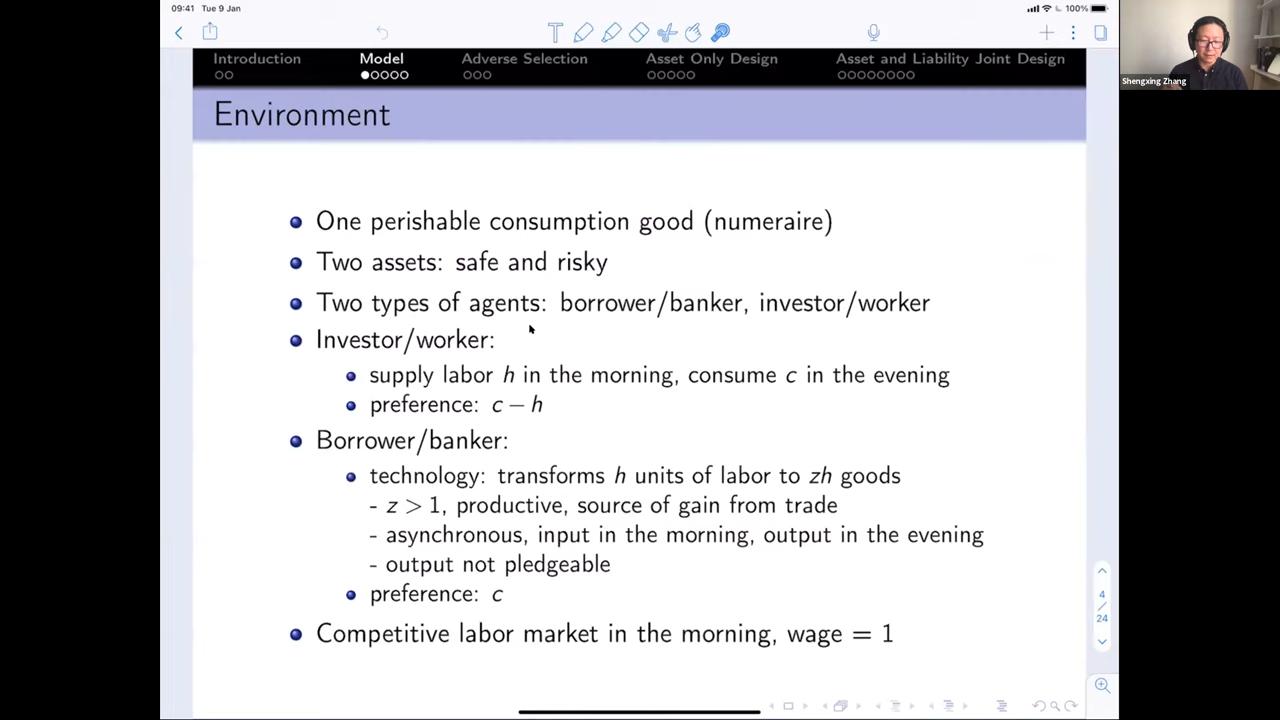 09:41 Tue 9 Jan
100%
Introduction Model Adverse Selection Asset Only Design Asset and Liability Joint Design
Environment
One perishable consumption good (numeraire)
Two assets: safe and risky
Two types of agents: borrower/banker, investor/worker
Investor/worker:
supply labor h in the morning, consume c in the evening
preference: c − h
Borrower/banker:
technology: transforms h units of labor to zh goods
- z > 1, productive, source of gain from trade
- asynchronous, input in the morning, output in the evening
- output not pledgeable
preference: c
Competitive labor market in the morning, wage = 1
4
/
24
Shengxing Zhang